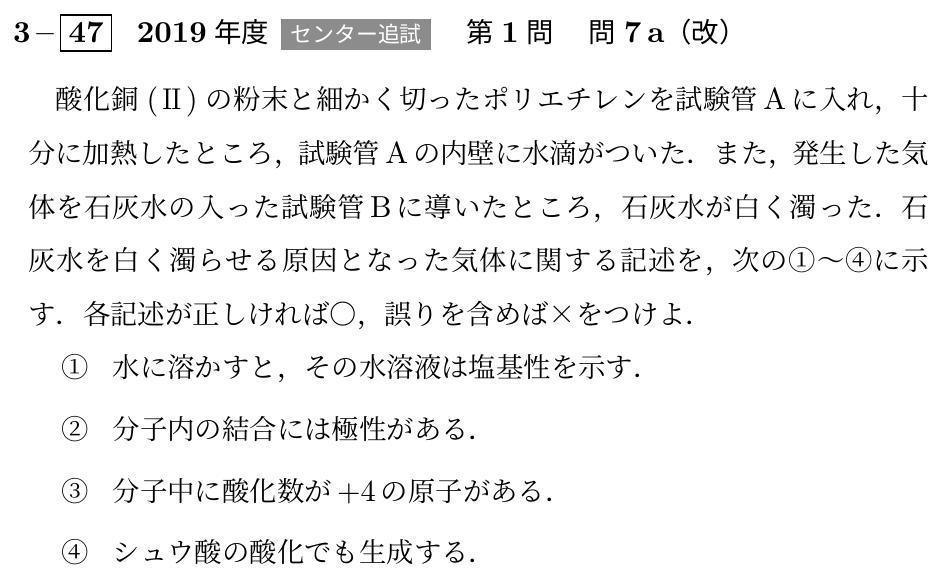 3–47 2019年度 センター追試 第1問 問7a（改）
酸化銅(Ⅱ)の粉末と細かく切ったポリエチレンを試験管Aに入れ，十
分に加熱したところ，試験管Aの内壁に水滴がついた．また，発生した気
体を石灰水の入った試験管Bに導いたところ，石灰水が白く濁った．石
灰水を白く濁らせる原因となった気体に関する記述を，次の①～④に示
す．各記述が正しければ○，誤りを含めば×をつけよ．
① 水に溶かすと，その水溶液は塩基性を示す．
② 分子内の結合には極性がある．
③ 分子中に酸化数が+4の原子がある．
④ シュウ酸の酸化でも生成する．